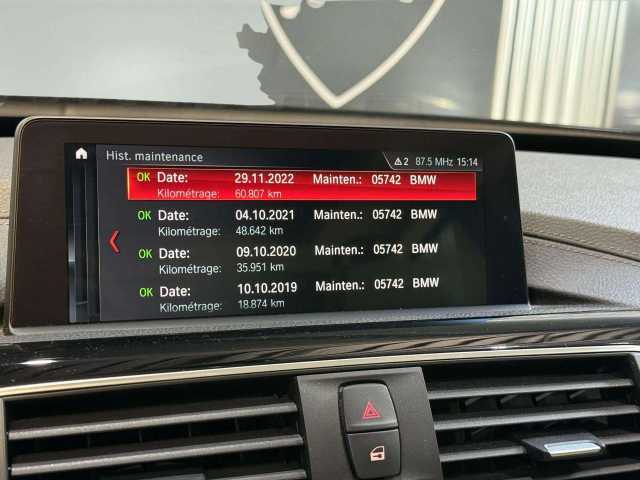 Hist. maintenance
2 87.5 MHz 15:14
OK Date: 29.11.2022 Mainten.: 05742 BMW
Kilométrage: 60.807 km
OK Date: 04.10.2021 Mainten.: 05742 BMW
Kilométrage: 48.642 km
OK Date: 09.10.2020 Mainten.: 05742 BMW
Kilométrage: 35.951 km
OK Date: 10.10.2019 Mainten.: 05742 BMW
Kilométrage: 18.874 km